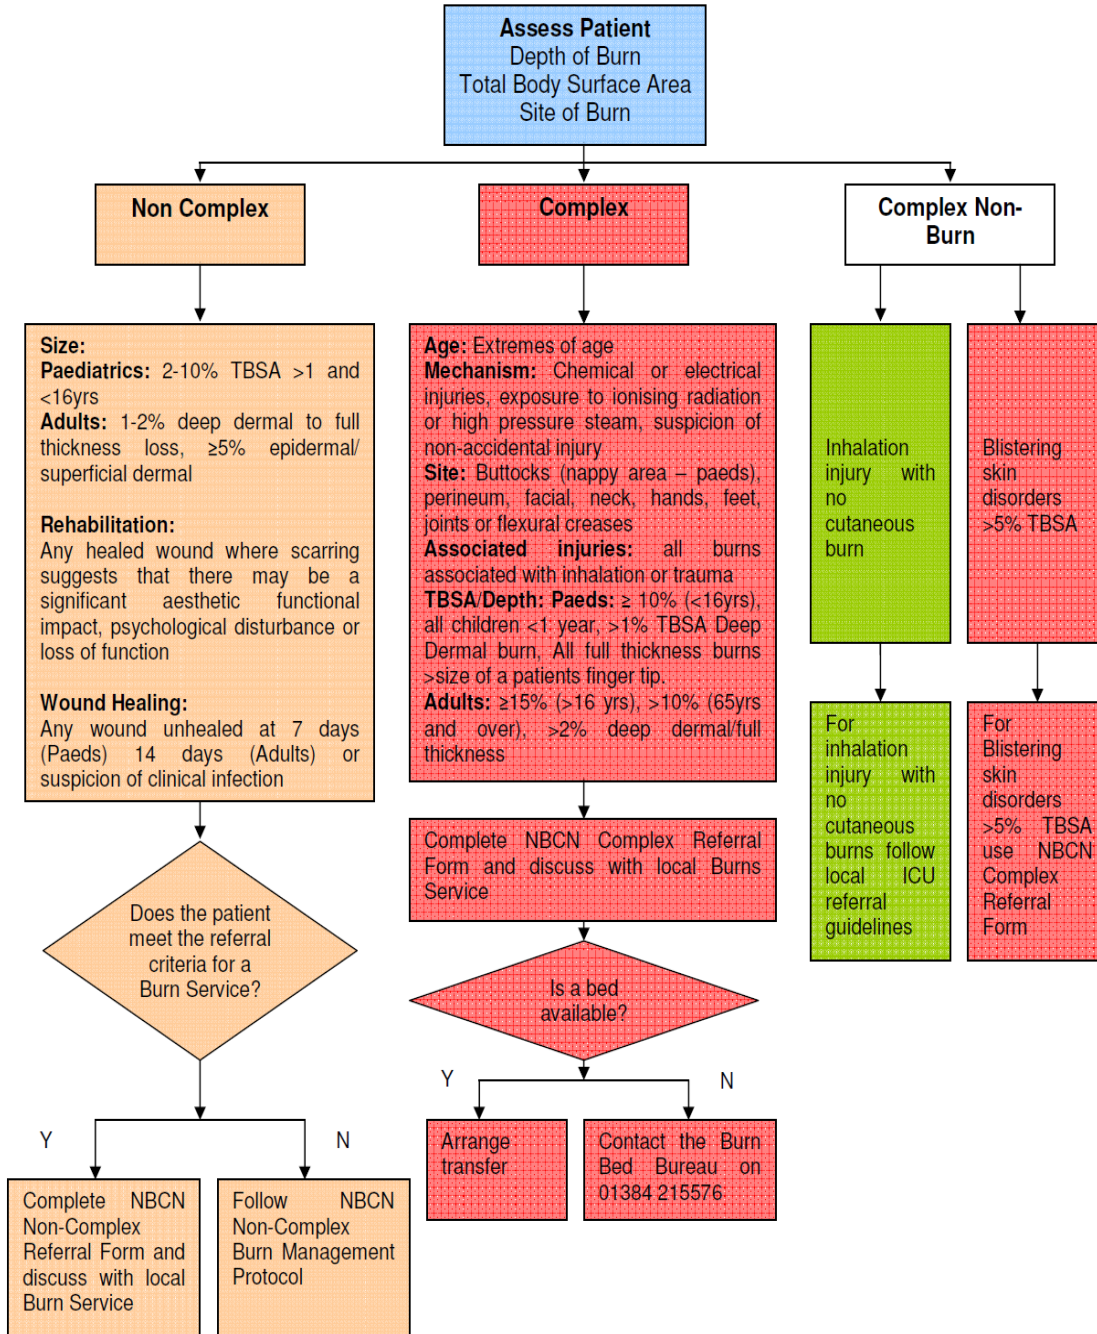 Assess Patient
Depth of Burn
Total Body Surface Area
Site of Burn
Non Complex
Complex
Complex Non-
Burn
Size:
Paediatrics: 2-10% TBSA >1 and
<16yrs
Adults: 1-2% deep dermal to full
thickness loss, ≥5% epidermal/
superficial dermal
Rehabilitation:
Any healed wound where scarring
suggests that there may be a
significant aesthetic functional
impact, psychological disturbance or
loss of function
Wound Healing:
Any wound unhealed at 7 days
(Paeds) 14 days (Adults) or
suspicion of clinical infection
Age: Extremes of age
Mechanism: Chemical or electrical
injuries, exposure to ionising radiation
or high pressure steam, suspicion
of non-accidental injury
Site: Buttocks (nappy area – paeds),
perineum, facial, neck, hands, feet,
joints or flexural creases
Associated injuries: all burns
associated with inhalation or trauma
TBSA/Depth: Paeds: ≥ 10% (<16yrs),
all children <1 year, >1% TBSA Deep
Dermal burn, All full thickness burns
>size of a patients finger tip.
Adults: ≥15% (>16 yrs), >10% (65yrs
and over), >2% deep dermal/full
thickness
Inhalation
injury with
no
cutaneous
burn
Blistering
skin
disorders
>5% TBSA
For
inhalation
injury with
no
cutaneous
burns follow
local ICU
referral
guidelines
For
Blistering
skin
disorders
>5% TBSA
use NBCN
Complex
Referral
Form
Complete NBCN Complex Referral
Form and discuss with local Burns
Service
Does the patient
meet the referral
criteria for a
Burn Service?
Is a bed
available?
Y
N
Y
N
Arrange
transfer
Contact the Burn
Bed Bureau on
01384 215576
Complete NBCN
Non-Complex
Referral Form and
discuss with local
Burn Service
Follow NBCN
Non-Complex
Burn Management
Protocol